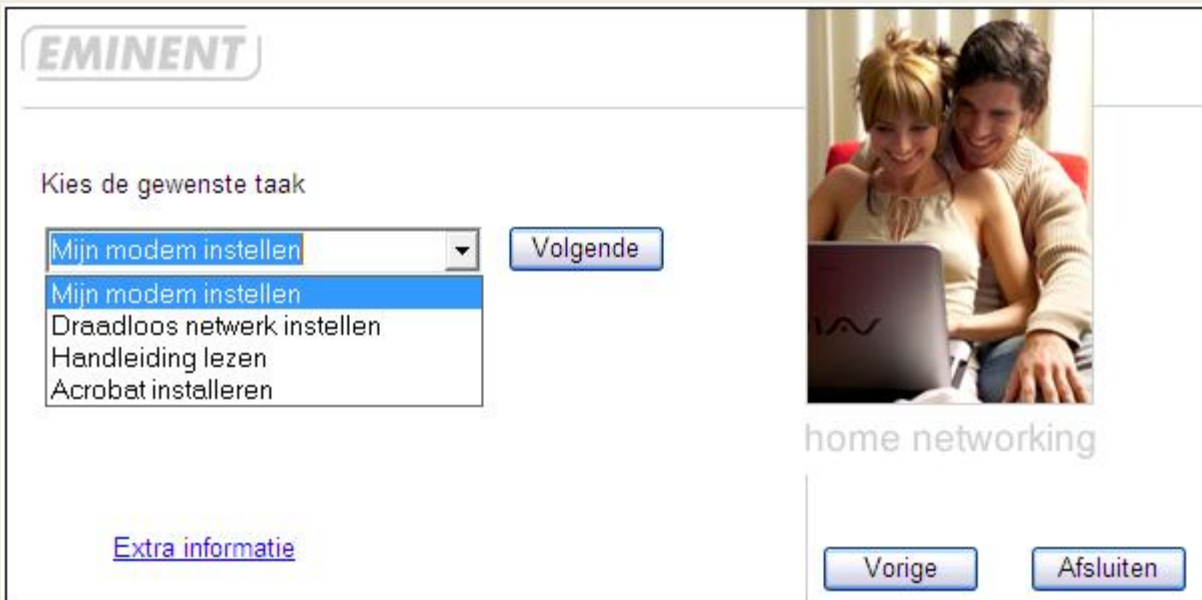 EMINENT
Kies de gewenste taak
Mijn modem instellen
Volgende
Mijn modem instellen
Draadloos netwerk instellen
Handleiding lezen
Acrobat installeren
home networking
Extra informatie
Vorige
Afsluiten